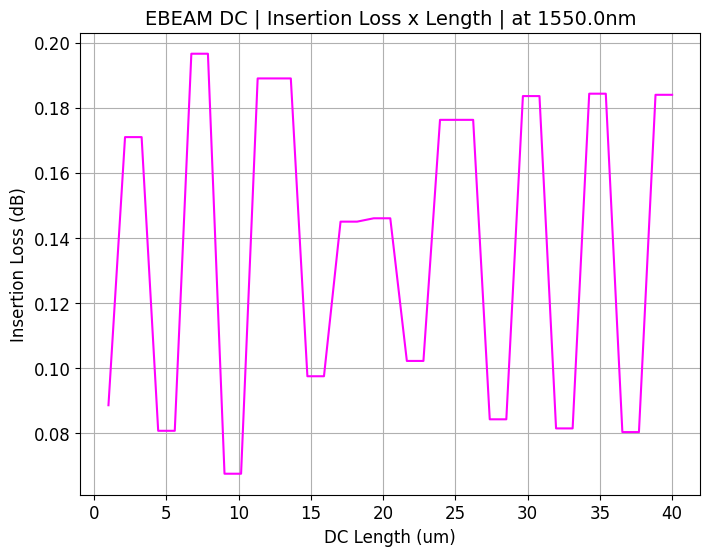 EBEAM DC | Insertion Loss x Length | at 1550.0nm
0.20
0.18
0.16
0.14
0.12
0.10
0.08
Insertion Loss (dB)
0 5 10 15 20 25 30 35 40
DC Length (um)